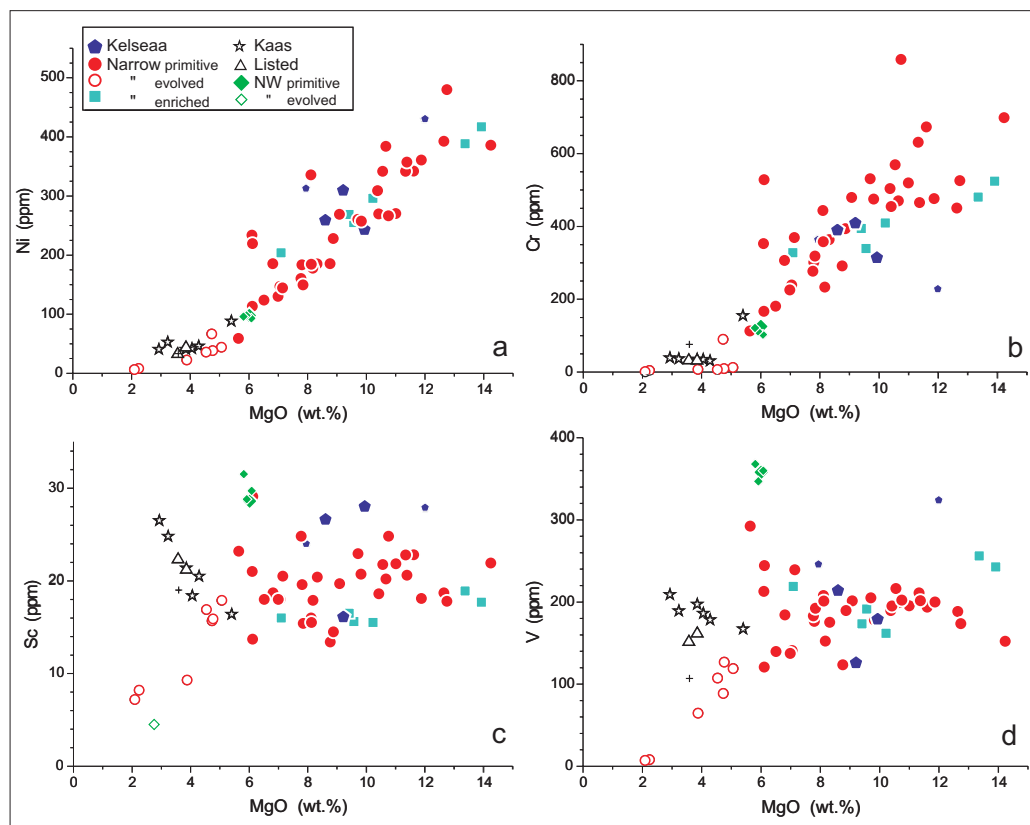 Kelseaa
Kaas
Narrow primitive
Listed
" evolved
NW primitive
" enriched
" evolved
500
400
300
200
100
0
Ni (ppm)
0 2 4 6 8 10 12 14
MgO (wt.%)
a
800
600
400
200
0
Cr (ppm)
0 2 4 6 8 10 12 14
MgO (wt.%)
b
30
20
10
0
Sc (ppm)
0 2 4 6 8 10 12 14
MgO (wt.%)
c
400
300
200
100
0
V (ppm)
0 2 4 6 8 10 12 14
MgO (wt.%)
d